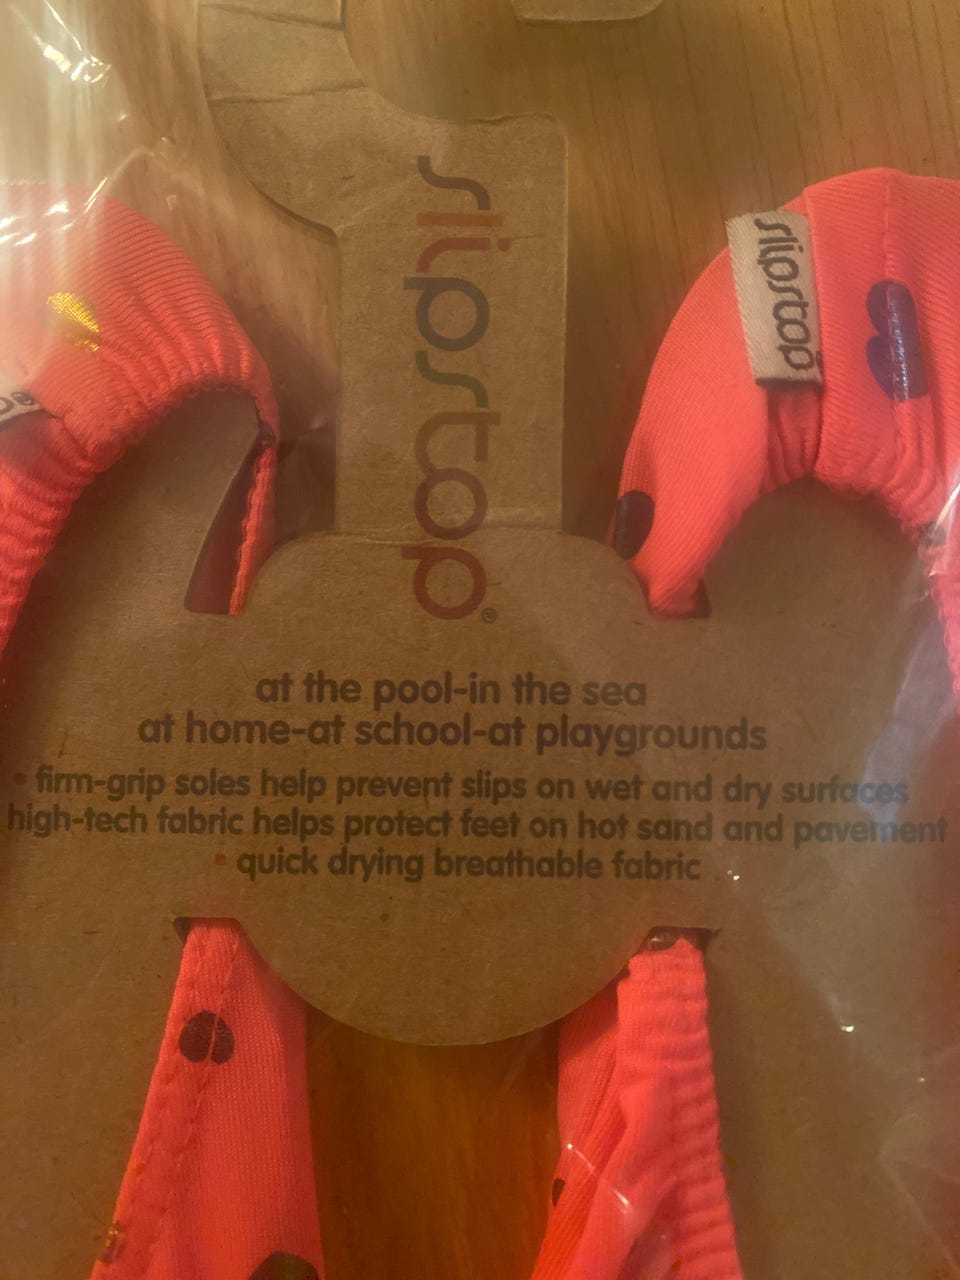 slipstop®
slipstop
at the pool-in the sea
at home-at school-at playgrounds
• firm-grip soles help prevent slips on wet and dry surfaces
high-tech fabric helps protect feet on hot sand and pavement
• quick drying breathable fabric